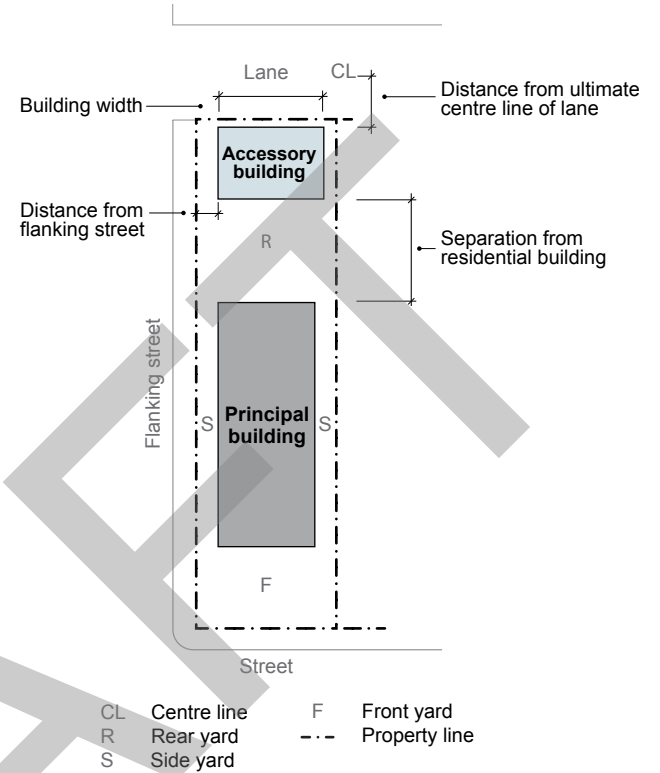 Lane
CL
Building width
Distance from ultimate
centre line of lane
Accessory
building
Distance from
flanking street
R
Separation from
residential building
Flanking street
S
Principal
building
S
F
Street
CL Centre line
R Rear yard
S Side yard
F Front yard
Property line